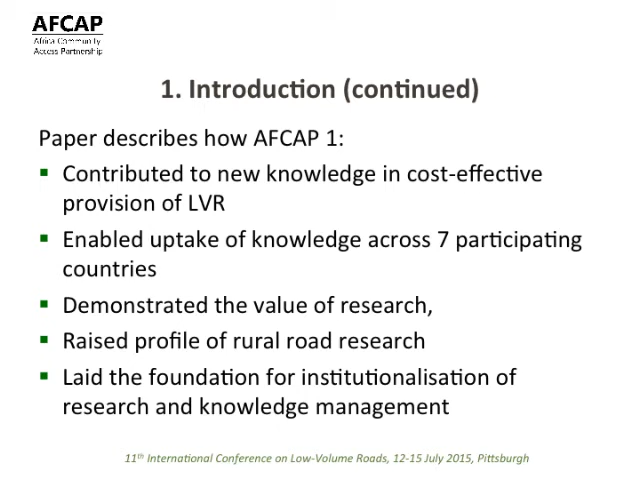 AFCAP
Africa Community
Access Partnership
1. Introduction (continued)
Paper describes how AFCAP 1:
▪ Contributed to new knowledge in cost-effective
provision of LVR
▪ Enabled uptake of knowledge across 7 participating
countries
▪ Demonstrated the value of research,
▪ Raised profile of rural road research
▪ Laid the foundation for institutionalisation of
research and knowledge management
11th International Conference on Low-Volume Roads, 12-15 July 2015, Pittsburgh